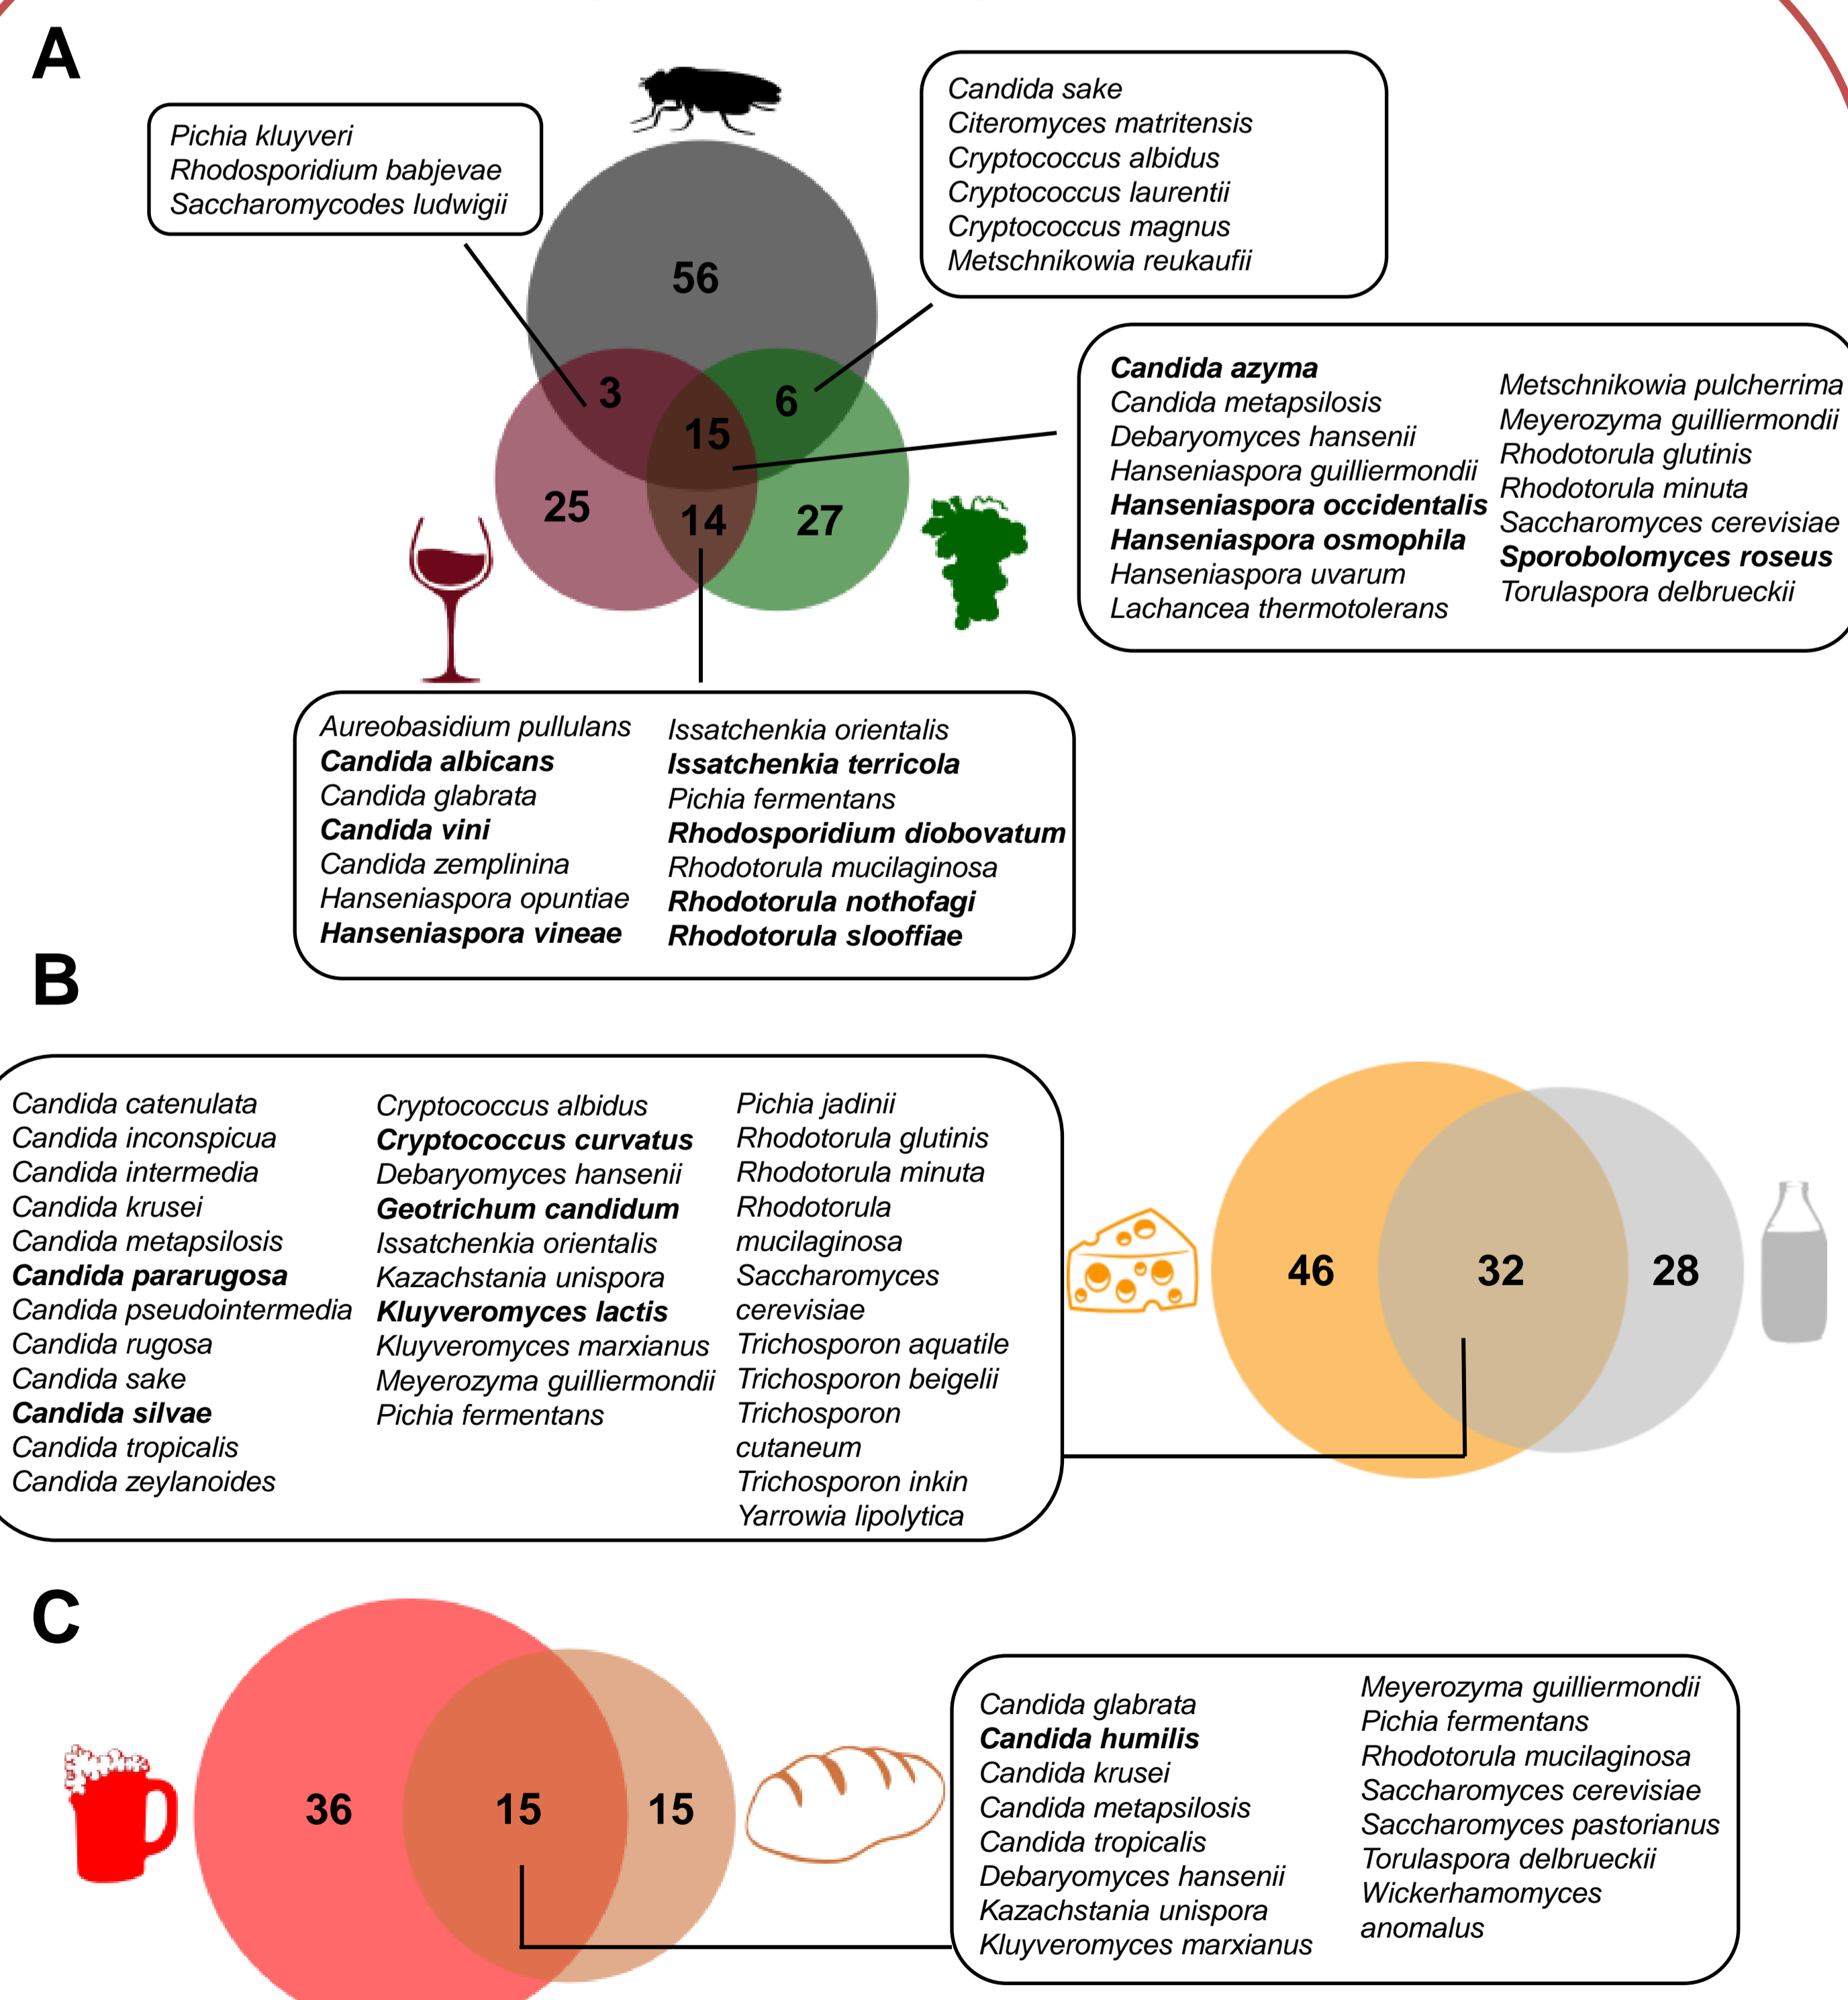 A
Pichia kluyveri
Rhodosporidium babjevae
Saccharomycodes ludwigii
Candida sake
Citeromyces matritensis
Cryptococcus albidus
Cryptococcus laurentii
Cryptococcus magnus
Metschnikowia reukaufii
56
3
6
15
25
14
27
Candida azyma
Candida metapsilosis
Debaryomyces hansenii
Hanseniaspora guilliermondii
Hanseniaspora occidentalis
Hanseniaspora osmophila
Hanseniaspora uvarum
Lachancea thermotolerans
Metschnikowia pulcherrima
Meyerozyma guilliermondii
Rhodotorula glutinis
Rhodotorula minuta
Saccharomyces cerevisiae
Sporobolomyces roseus
Torulaspora delbrueckii
Aureobasidium pullulans
Candida albicans
Candida glabrata
Candida vini
Candida zemplinina
Hanseniaspora opuntiae
Hanseniaspora vineae
Issatchenkia orientalis
Issatchenkia terricola
Pichia fermentans
Rhodosporidium diobovatum
Rhodotorula mucilaginosa
Rhodotorula nothofagi
Rhodotorula slooffiae
B
Candida catenulata
Candida inconspicua
Candida intermedia
Candida krusei
Candida metapsilosis
Candida pararugosa
Candida pseudointermedia
Candida rugosa
Candida sake
Candida silvae
Candida tropicalis
Candida zeylanoides
Cryptococcus albidus
Cryptococcus curvatus
Debaryomyces hansenii
Geotrichum candidum
Issatchenkia orientalis
Kazachstania unispora
Kluyveromyces lactis
Kluyveromyces marxianus
Meyerozyma guilliermondii
Pichia fermentans
Pichia jadinii
Rhodotorula glutinis
Rhodotorula minuta
Rhodotorula
mucilaginosa
Saccharomyces
cerevisiae
Trichosporon aquatile
Trichosporon beigelii
Trichosporon
cutaneum
Trichosporon inkin
Yarrowia lipolytica
46
32
28
C
36
15
15
Candida glabrata
Candida humilis
Candida krusei
Candida metapsilosis
Candida tropicalis
Debaryomyces hansenii
Kazachstania unispora
Kluyveromyces marxianus
Meyerozyma guilliermondii
Pichia fermentans
Rhodotorula mucilaginosa
Saccharomyces cerevisiae
Saccharomyces pastorianus
Torulaspora delbrueckii
Wickerhamomyces
anomalus